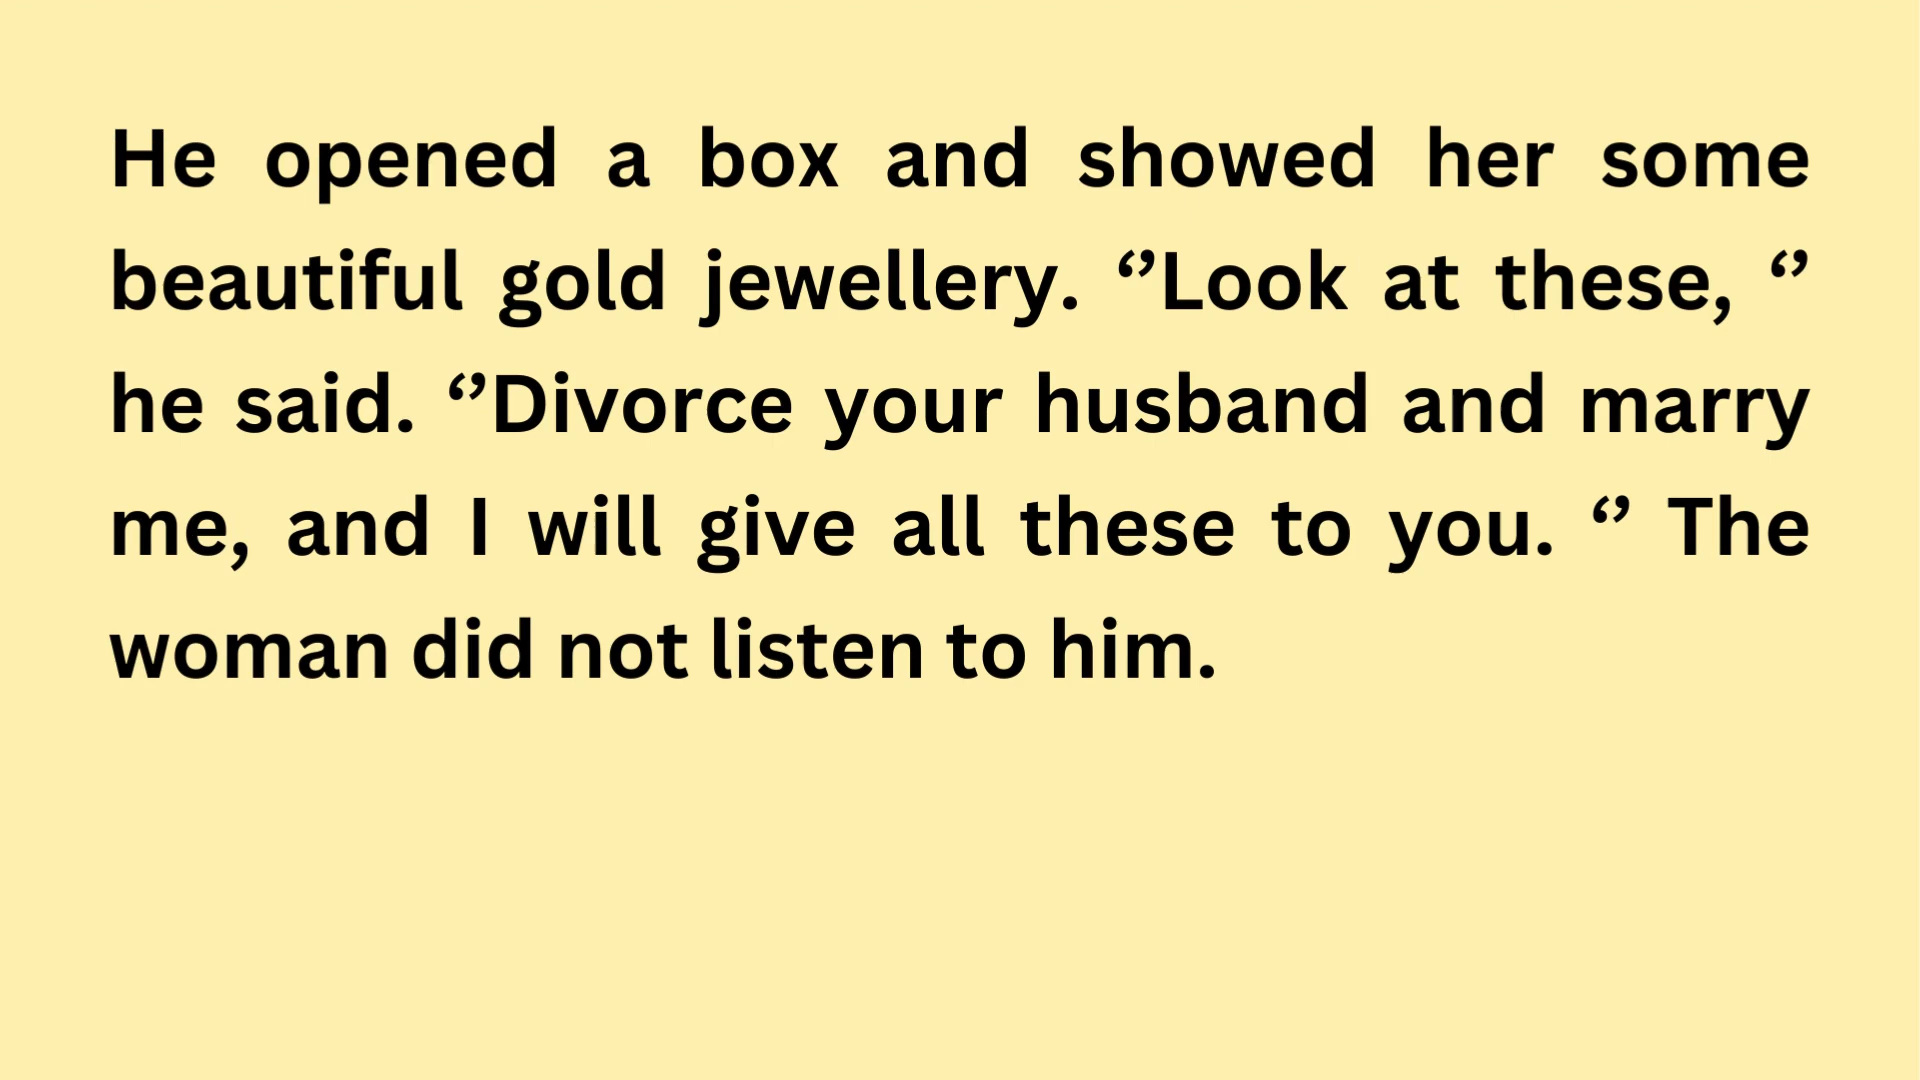 He opened a box and showed her some
beautiful gold jewellery. ‘’Look at these, ‘’
he said. ‘’Divorce your husband and marry
me, and I will give all these to you. ‘’ The
woman did not listen to him.